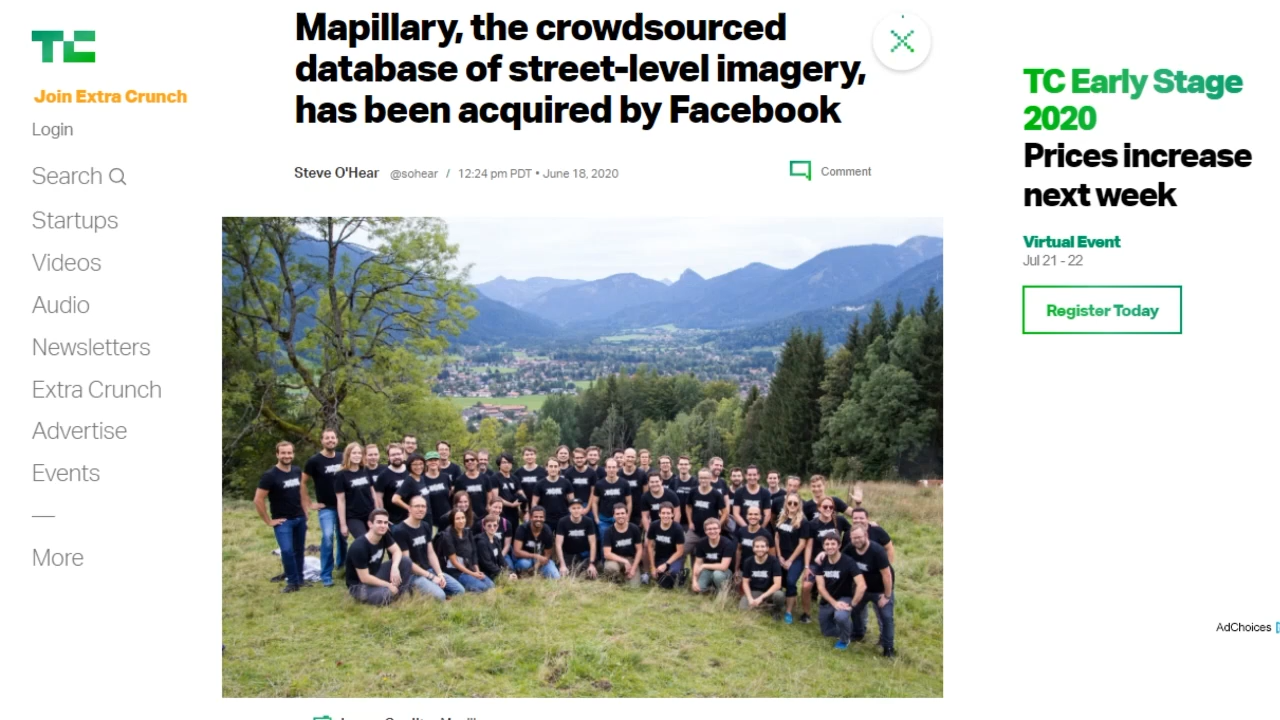 TC
Join Extra Crunch
Login
Search
Startups
Videos
Audio
Newsletters
Extra Crunch
Advertise
Events
—
More
Mapillary, the crowdsourced
database of street-level imagery,
has been acquired by Facebook
Steve O'Hear @sohear / 12:24 pm PDT • June 18, 2020
Comment
TC Early Stage
2020
Prices increase
next week
Virtual Event
Jul 21 - 22
Register Today
AdChoices